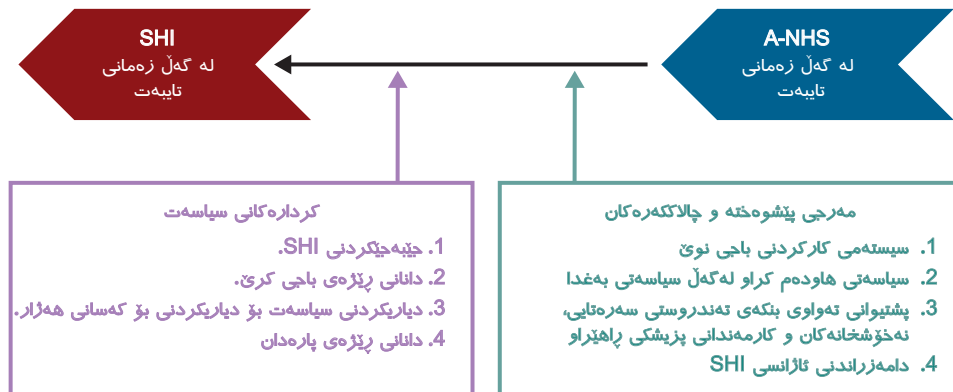 A-NHS
لە گەڵ زەمانی
تایبەت
SHI
لە گەڵ زەمانی
تایبەت
مەرجی پێشوەختە و چالاککەرەکان
1. سیستەمی کارکردنی باجی نوێ
2. سیاسەتی هاودەم کراو لەگەڵ سیاسەتی بەغدا
3. پشتیوانی تەواوی بنکەی تەندروستی سەرەتایی،
نەخۆشخانەکان و کارمەندانی پزیشکی ڕاهێراو
4. دامەزراندنی ئاژانسی SHI
کردارەکانی سیاسەت
1. جێبەجێکردنی SHI.
2. دانانی ڕێژەی باجی کرێ.
3. دیاریکردنی سیاسەت بۆ دیاریکردنی بۆ کەسانی هەژار.
4. دانانی ڕێژەی پارەدان